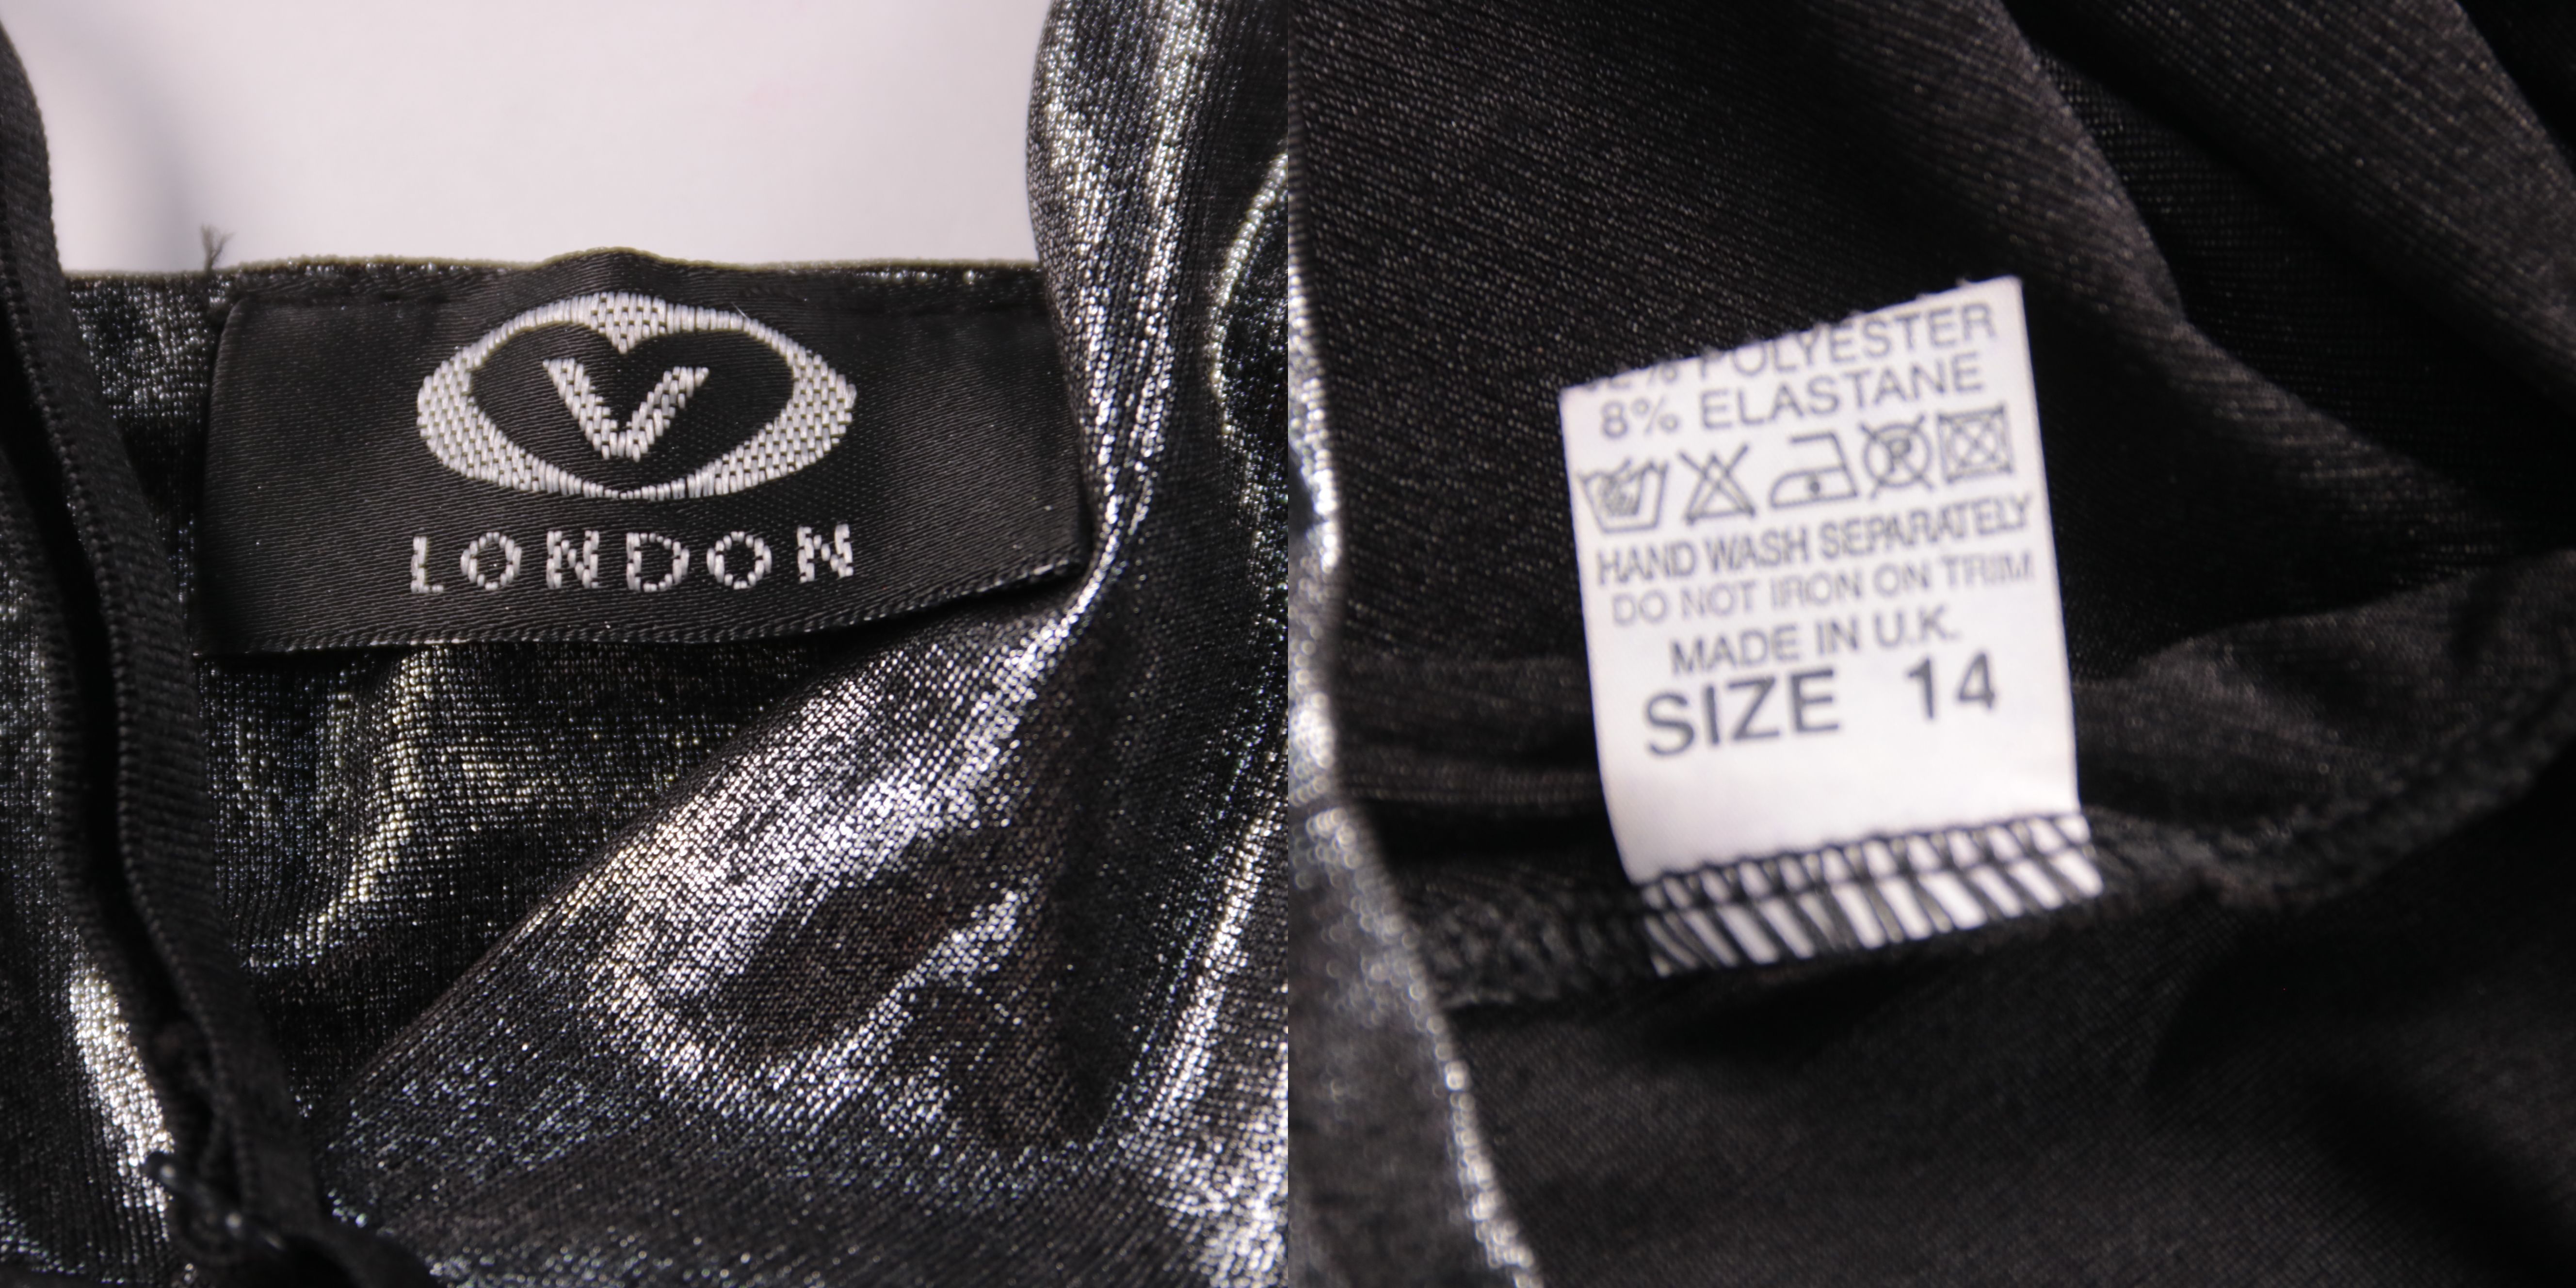 V
LONDON
POLYESTER
8% ELASTANE
HAND WASH SEPARATELY
DO NOT IRON ON TRIM
MADE IN U.K.
SIZE 14